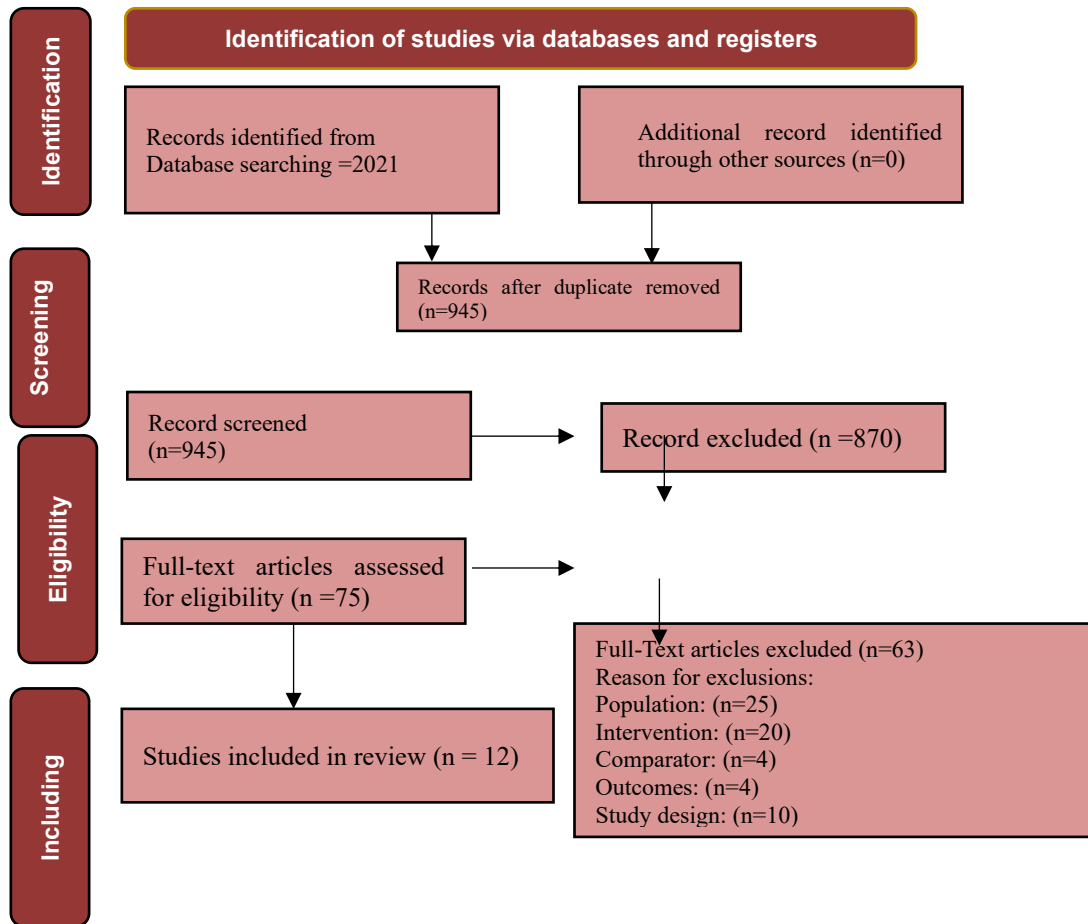 Identification of studies via databases and registers
Identification
Records identified from
Database searching =2021
Additional record identified
through other sources (n=0)
Records after duplicate removed
(n=945)
Screening
Record screened
(n=945)
Record excluded (n =870)
Eligibility
Full-text articles assessed
for eligibility (n =75)
Full-Text articles excluded (n=63)
Reason for exclusions:
Population: (n=25)
Intervention: (n=20)
Comparator: (n=4)
Outcomes: (n=4)
Study design: (n=10)
Including
Studies included in review (n = 12)